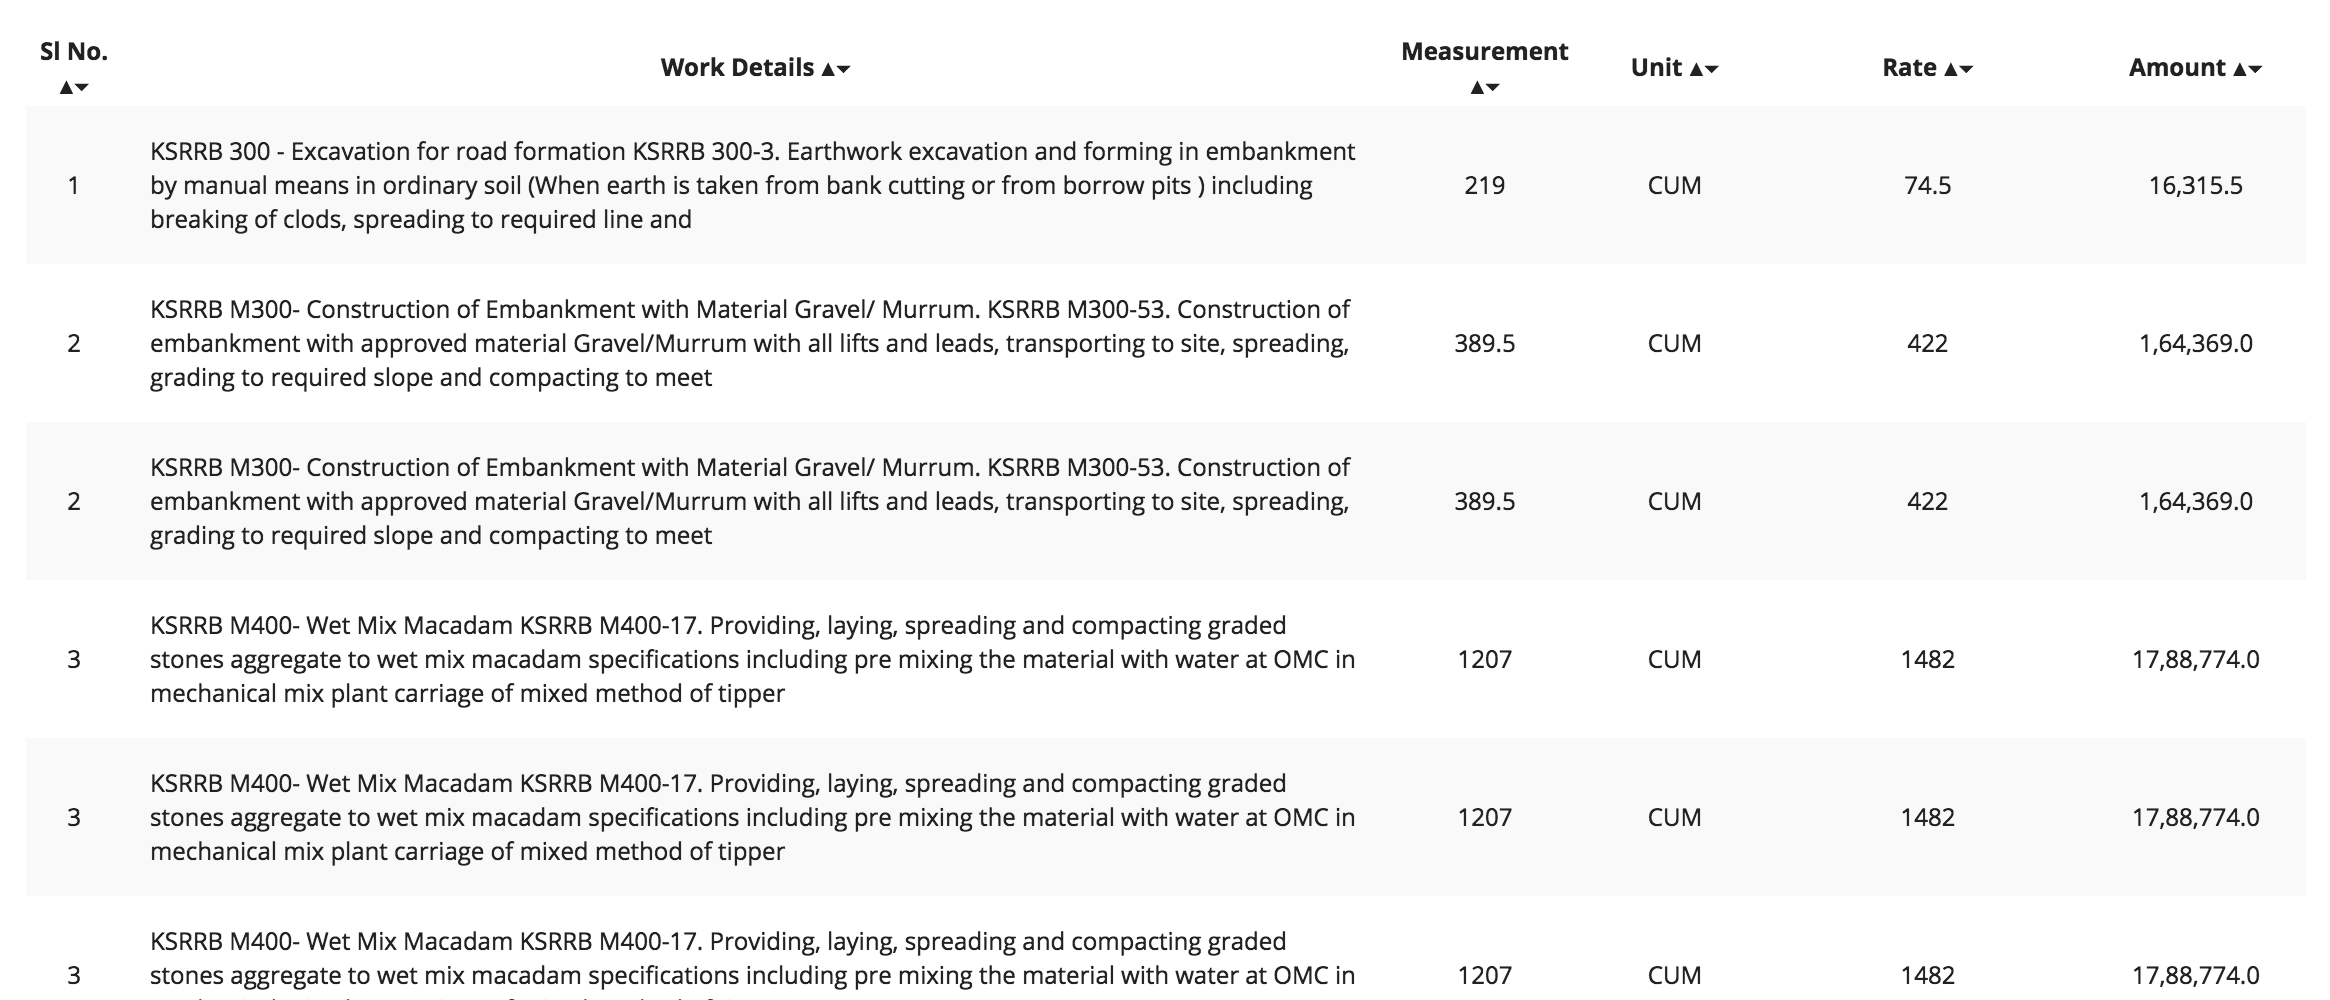 Sl No. ▲▼
Work Details ▲▼
Measurement ▲▼
Unit ▲▼
Rate ▲▼
Amount ▲▼
1
KSRRB 300 - Excavation for road formation KSRRB 300-3. Earthwork excavation and forming in embankment
by manual means in ordinary soil (When earth is taken from bank cutting or from borrow pits ) including
breaking of clods, spreading to required line and
219
CUM
74.5
16,315.5
2
KSRRB M300- Construction of Embankment with Material Gravel/ Murrum. KSRRB M300-53. Construction of
embankment with approved material Gravel/Murrum with all lifts and leads, transporting to site, spreading,
grading to required slope and compacting to meet
389.5
CUM
422
1,64,369.0
2
KSRRB M300- Construction of Embankment with Material Gravel/ Murrum. KSRRB M300-53. Construction of
embankment with approved material Gravel/Murrum with all lifts and leads, transporting to site, spreading,
grading to required slope and compacting to meet
389.5
CUM
422
1,64,369.0
3
KSRRB M400- Wet Mix Macadam KSRRB M400-17. Providing, laying, spreading and compacting graded
stones aggregate to wet mix macadam specifications including pre mixing the material with water at OMC in
mechanical mix plant carriage of mixed method of tipper
1207
CUM
1482
17,88,774.0
3
KSRRB M400- Wet Mix Macadam KSRRB M400-17. Providing, laying, spreading and compacting graded
stones aggregate to wet mix macadam specifications including pre mixing the material with water at OMC in
mechanical mix plant carriage of mixed method of tipper
1207
CUM
1482
17,88,774.0
3
KSRRB M400- Wet Mix Macadam KSRRB M400-17. Providing, laying, spreading and compacting graded
stones aggregate to wet mix macadam specifications including pre mixing the material with water at OMC in
1207
CUM
1482
17,88,774.0